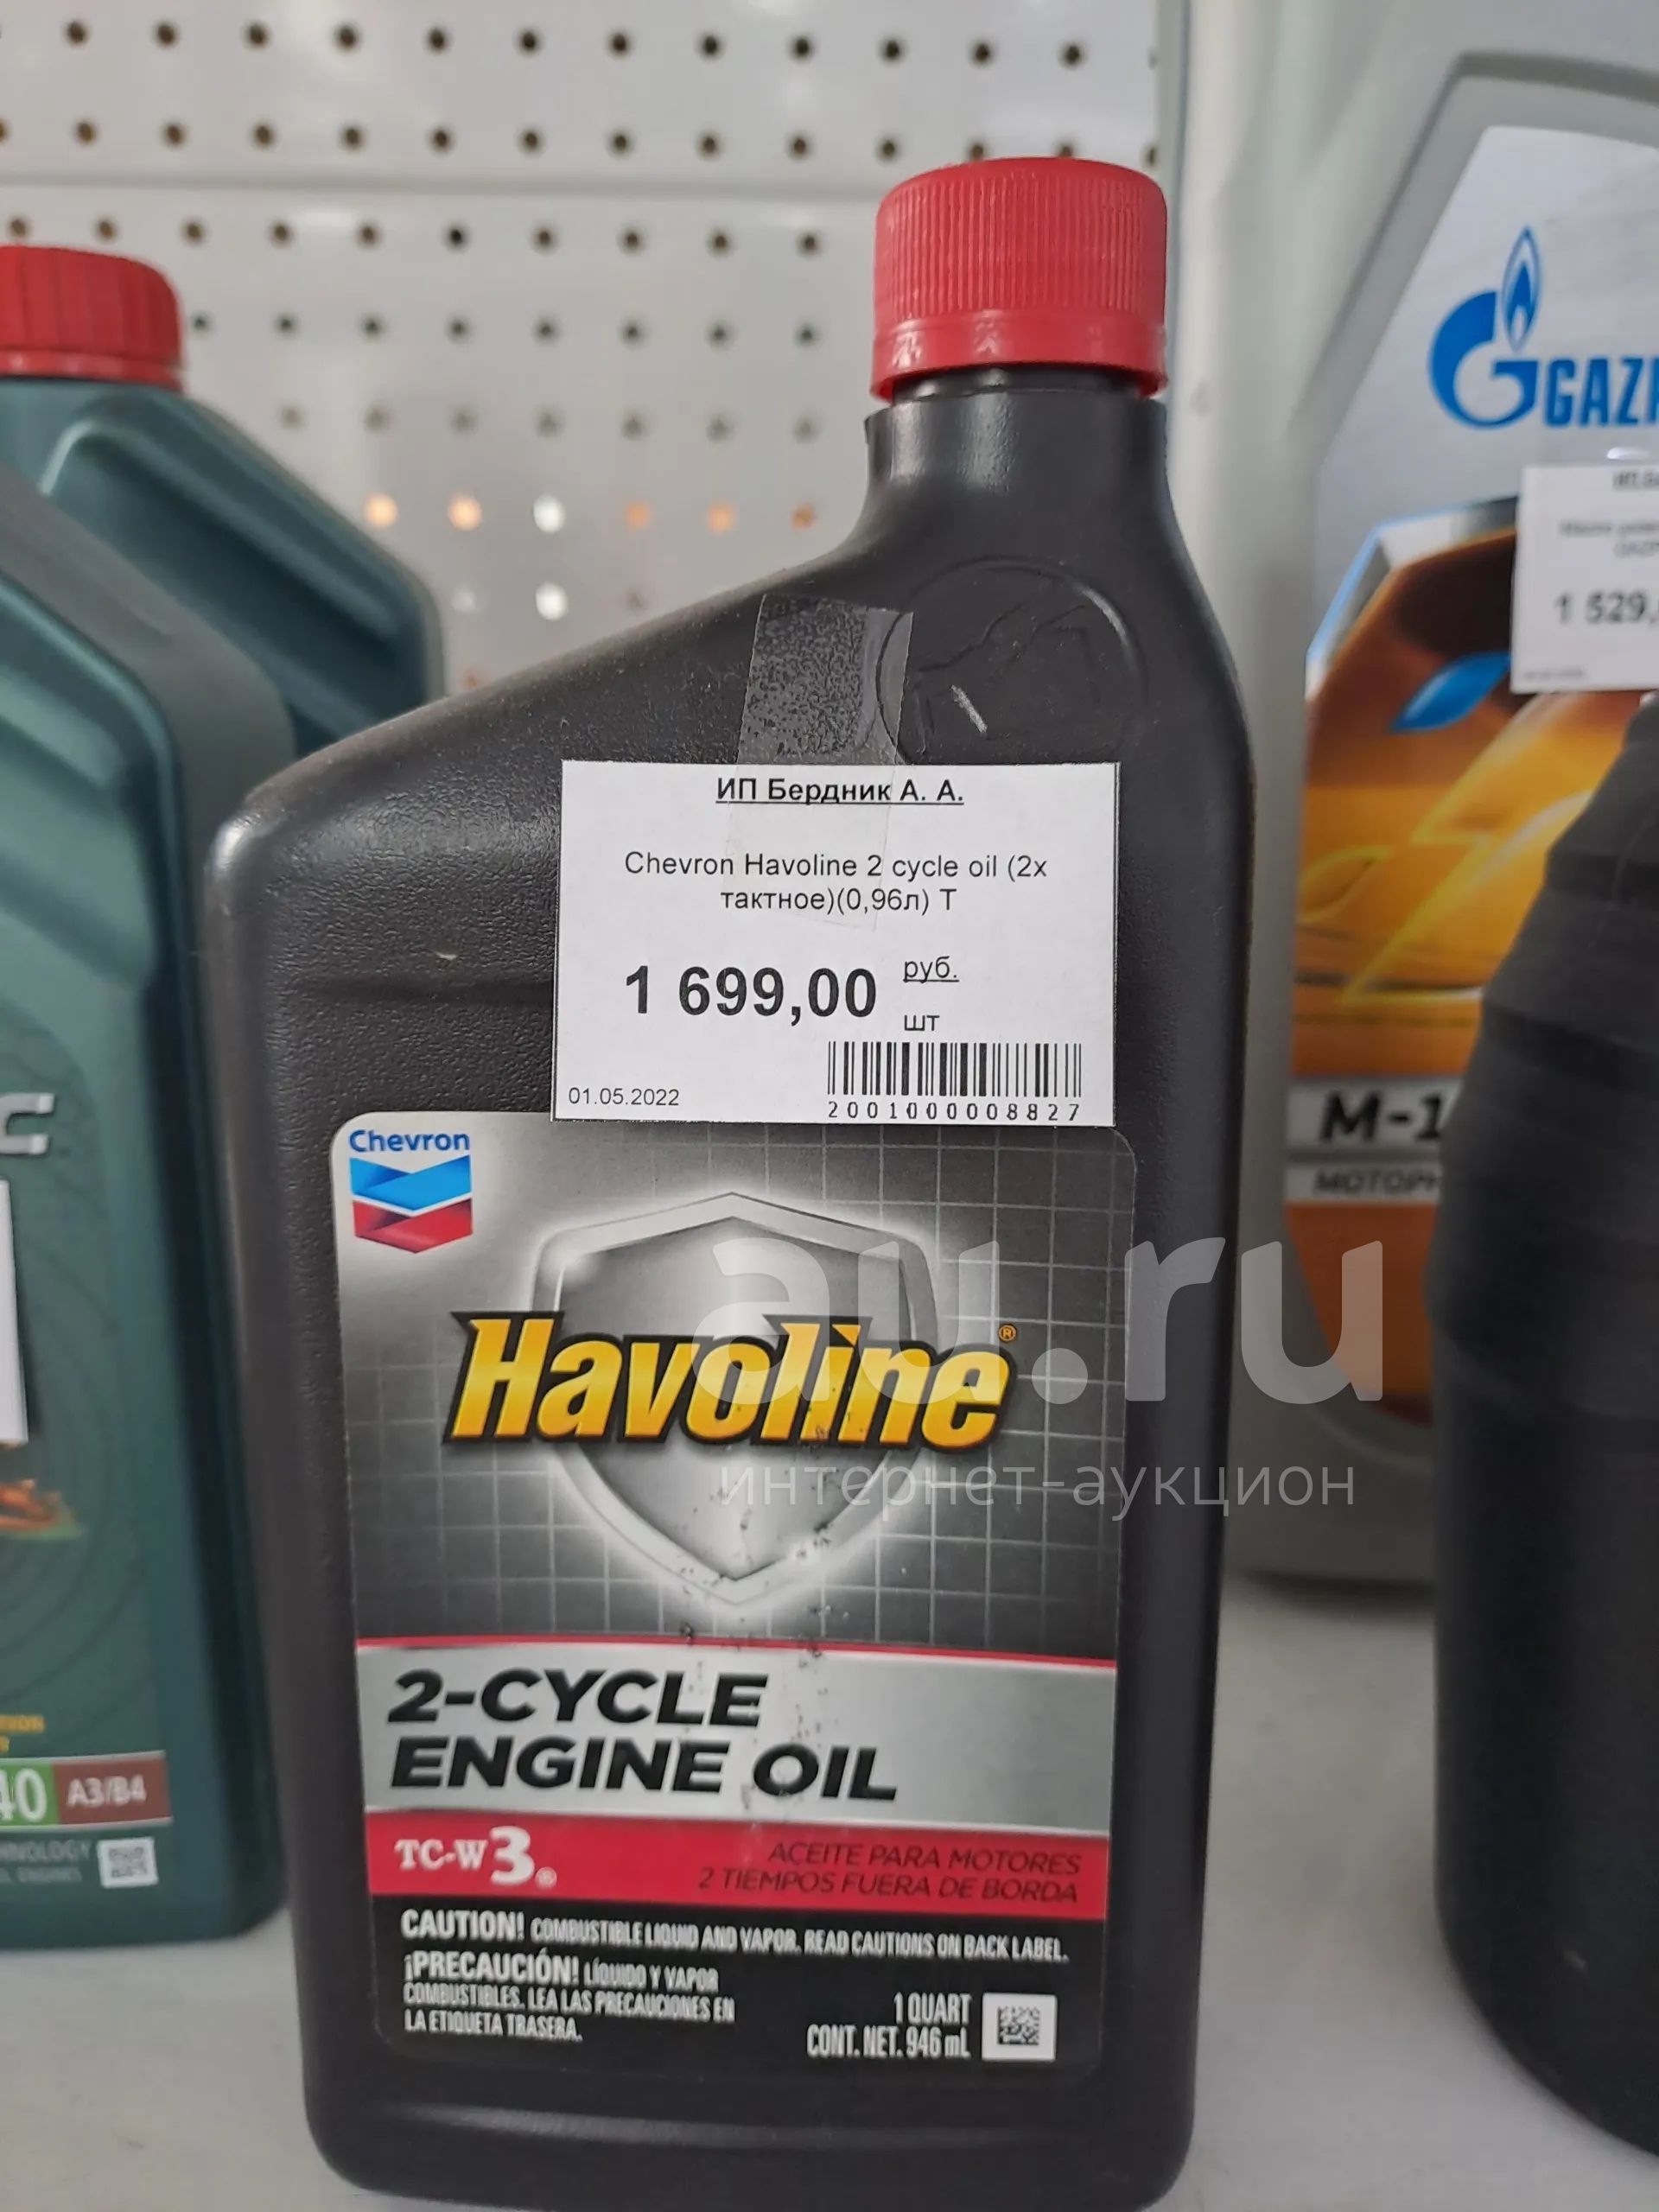 GAZP
1 529,
ИП Бердник А. А.
Chevron Havoline 2 cycle oil (2х
тактное)(0,96л) Т
1 699,00 руб.
шт
01.05.2022
2001000008827
Chevron
Havoline®
au.ru
интернет-аукцион
М-1
МОТОРН
2-CYCLE
ENGINE OIL
TC-W3®
ACEITE PARA MOTORES
2 TIEMPOS FUERA DE BORDA
CAUTION! COMBUSTIBLE LIQUID AND VAPOR. READ CAUTIONS ON BACK LABEL.
¡PRECAUCIÓN! LÍQUIDO Y VAPOR
COMBUSTIBLES. LEA LAS PRECAUCIONES EN
LA ETIQUETA TRASERA.
1 QUART
CONT. NET. 946 mL
40 A3/B4